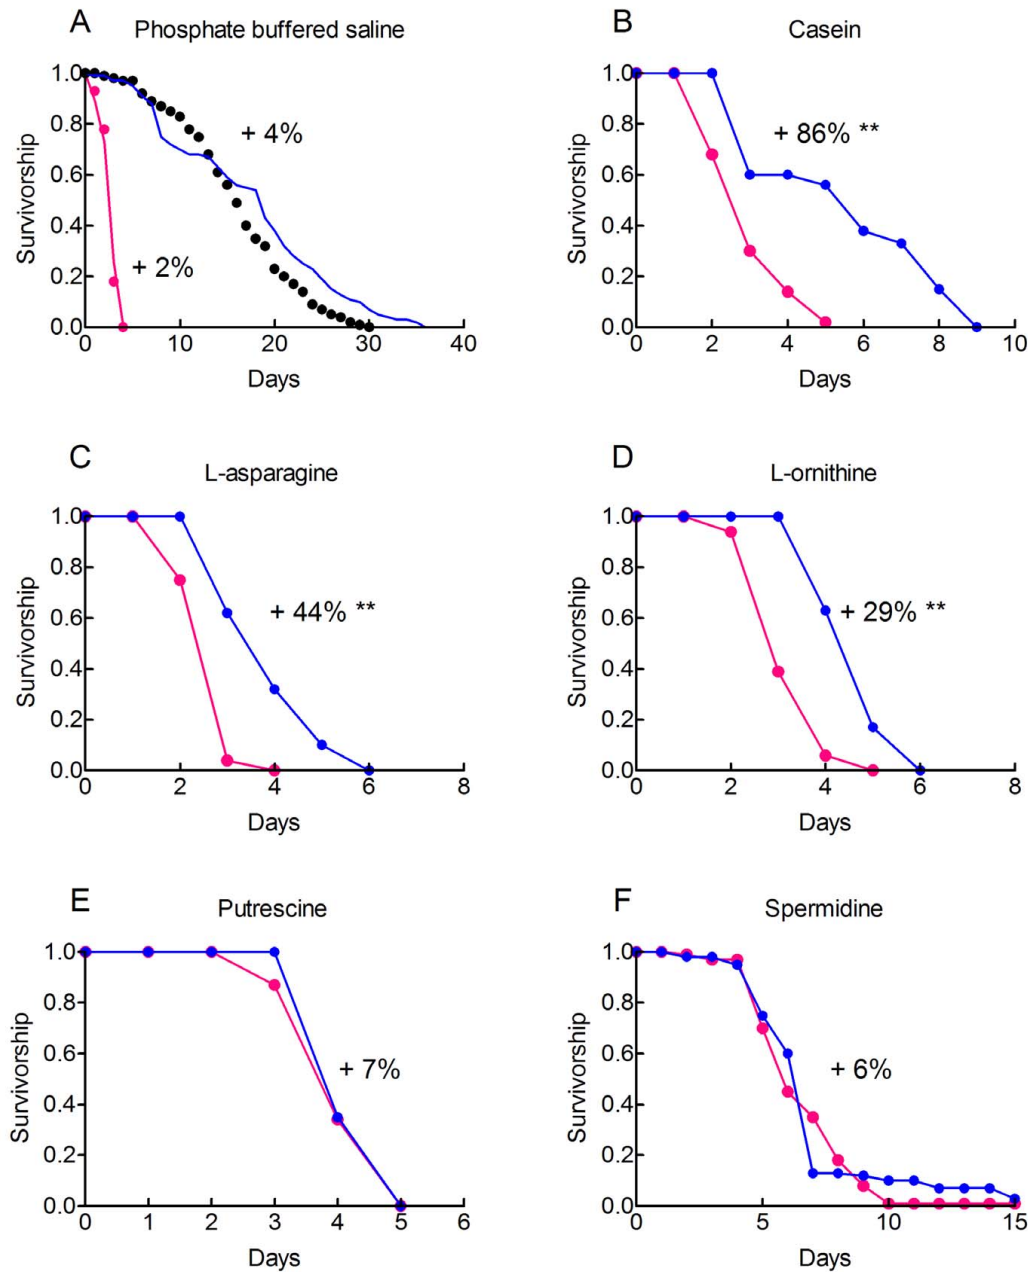 A
Phosphate buffered saline
1.0
0.8
0.6
0.4
0.2
0.0
Survivorship
+ 4%
+ 2%
0 10 20 30 40
Days
B
Casein
1.0
0.8
0.6
0.4
0.2
0.0
Survivorship
+ 86% **
0 2 4 6 8 10
Days
C
L-asparagine
1.0
0.8
0.6
0.4
0.2
0.0
Survivorship
+ 44% **
0 2 4 6 8
Days
D
L-ornithine
1.0
0.8
0.6
0.4
0.2
0.0
Survivorship
+ 29% **
0 2 4 6 8
Days
E
Putrescine
1.0
0.8
0.6
0.4
0.2
0.0
Survivorship
+ 7%
0 1 2 3 4 5 6
Days
F
Spermidine
1.0
0.8
0.6
0.4
0.2
0.0
Survivorship
+ 6%
0 5 10 15
Days